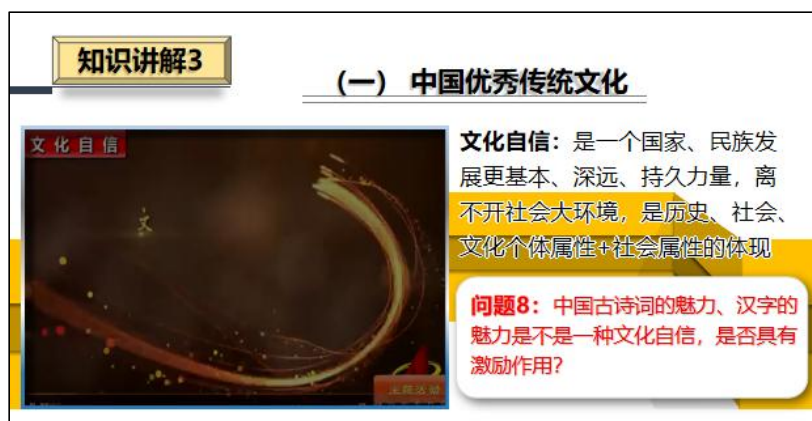 知识讲解3
（一） 中国优秀传统文化
文化自信
文
文化自信：是一个国家、民族发
展更基本、深远、持久力量，离
不开社会大环境，是历史、社会、
文化个体属性+社会属性的体现
问题8：中国古诗词的魅力、汉字的
魅力是不是一种文化自信，是否具有
激励作用？